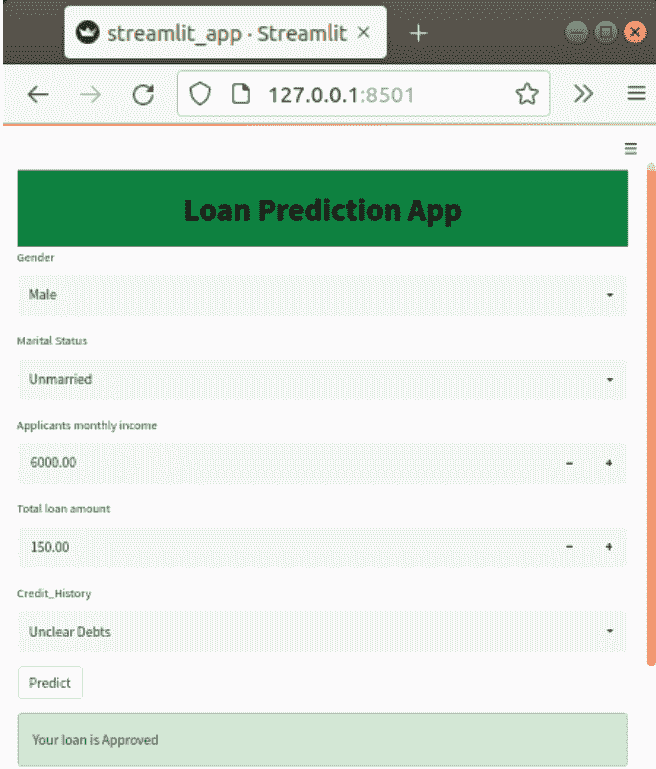 streamlit_app · Streamlit
127.0.0.1:8501
Loan Prediction App
Gender
Male
Marital Status
Unmarried
Applicants monthly income
6000.00
Total loan amount
150.00
Credit_History
Unclear Debts
Predict
Your loan is Approved